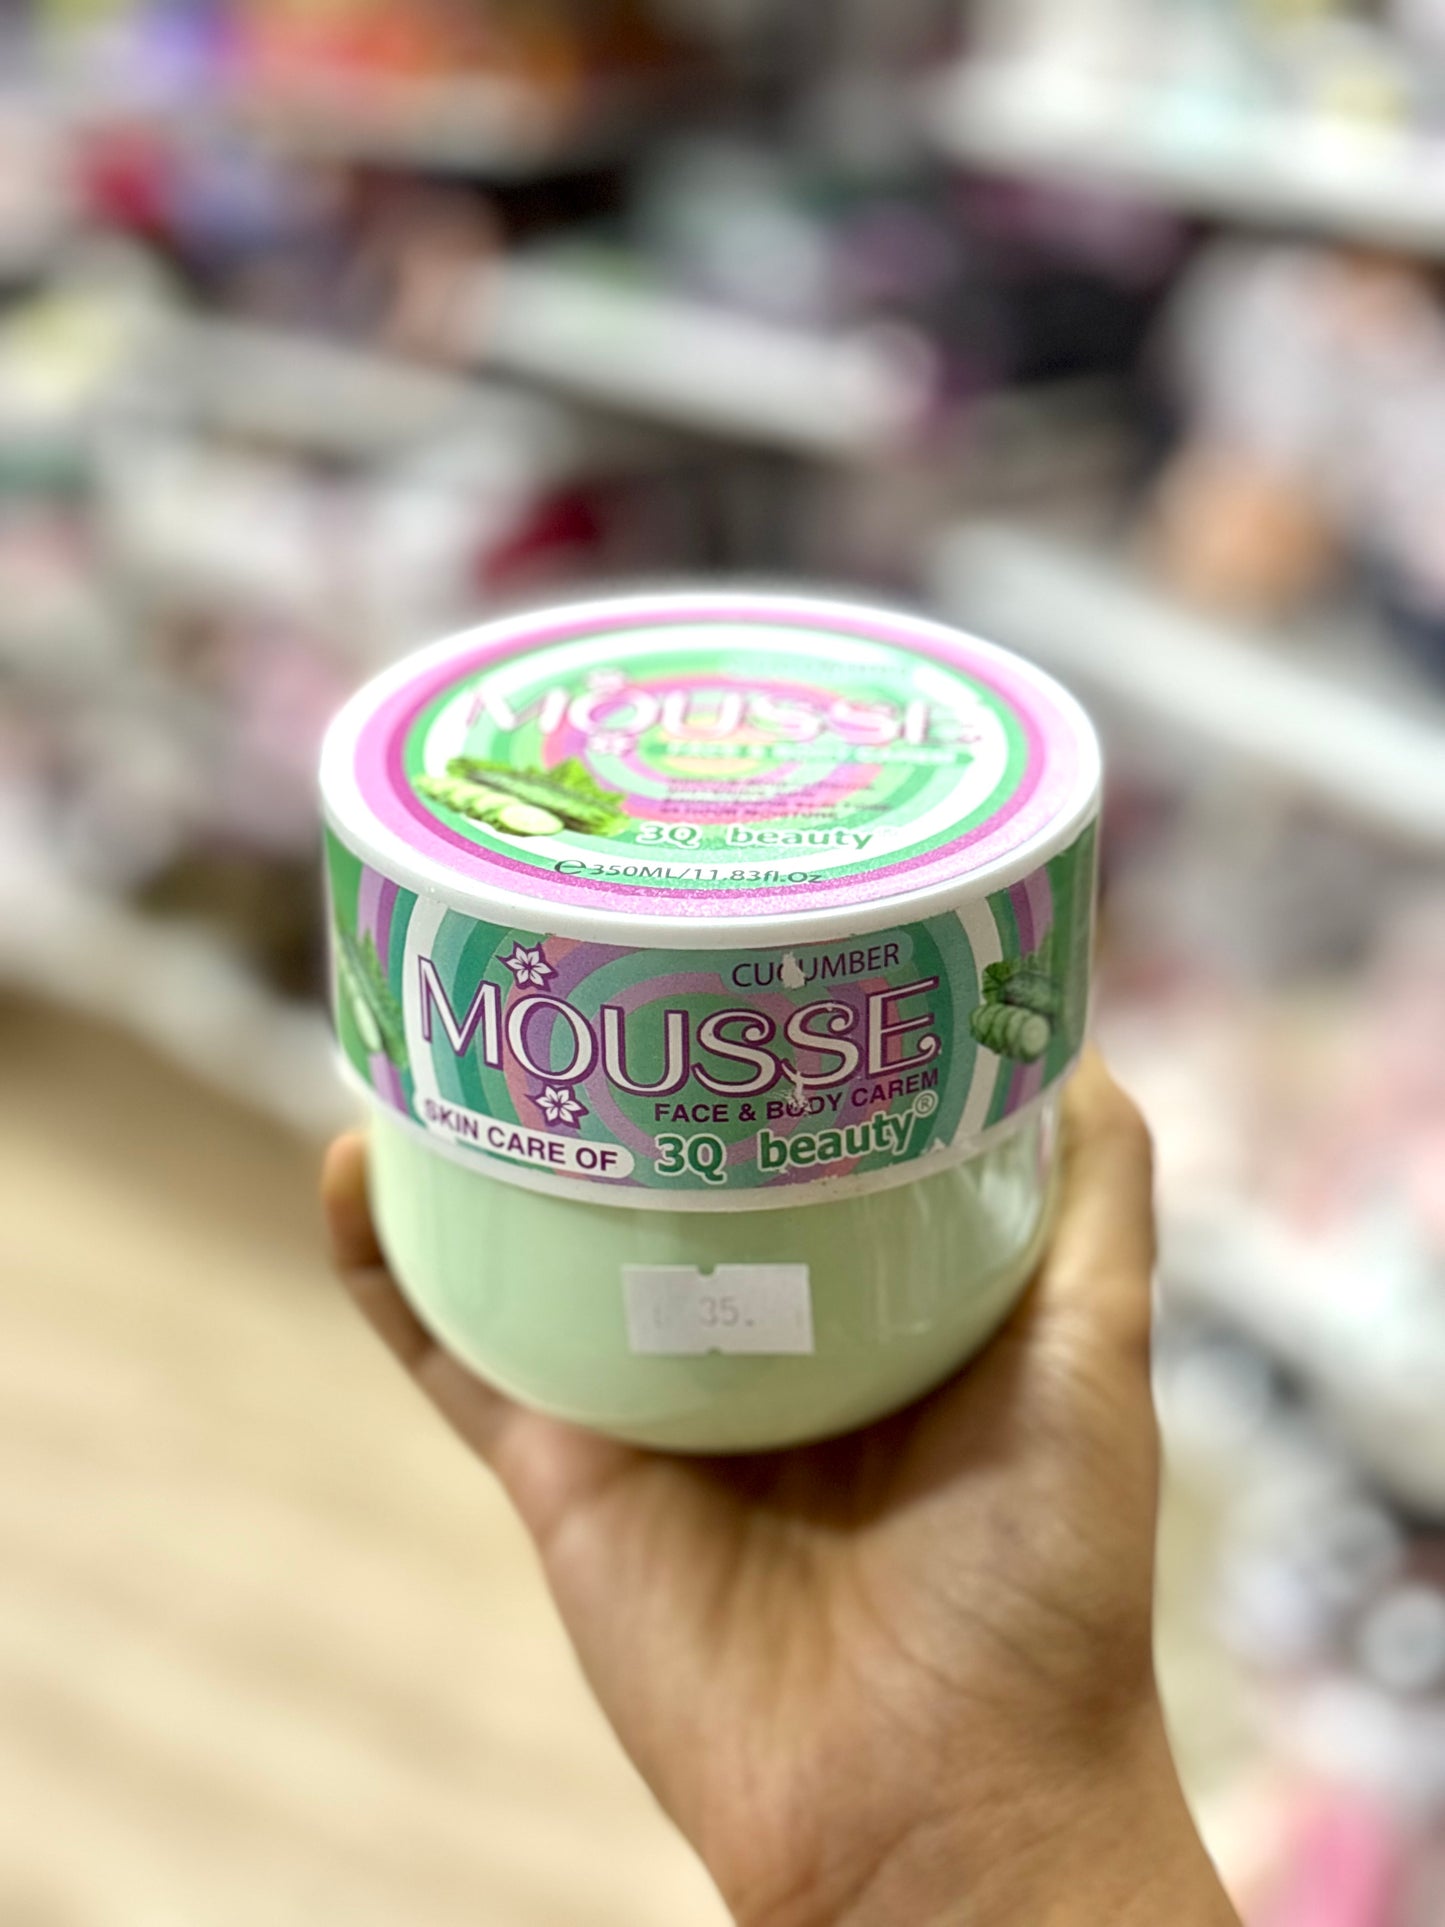 MOUSSE
3Q beauty
℮350ML/11.83fl.Oz
CUCUMBER
MOUSSE
FACE & BODY CAREM
SKIN CARE OF 3Q beauty®
35.